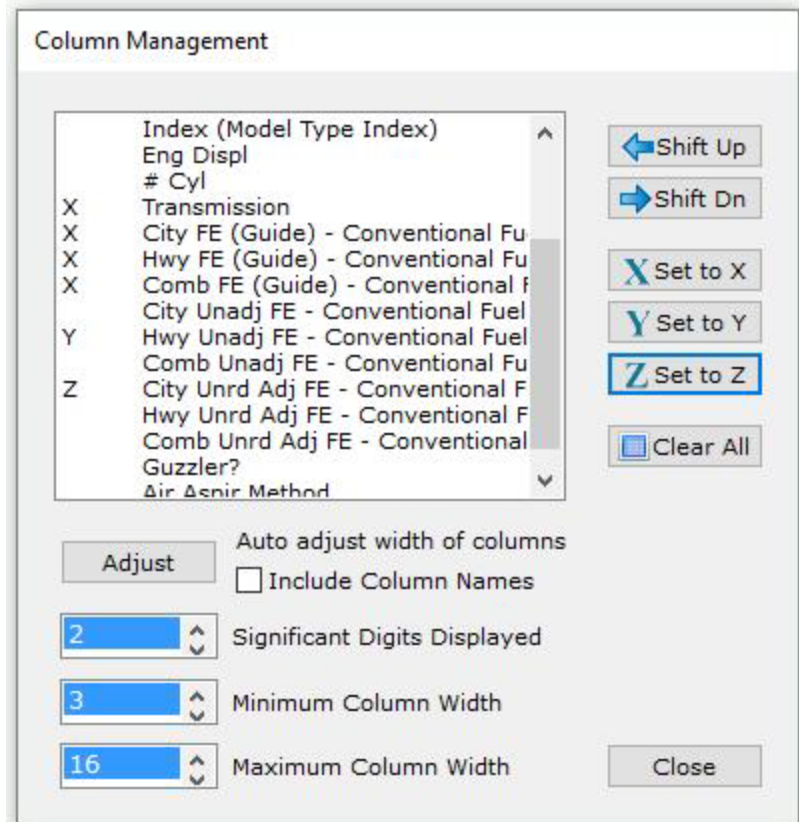 Column Management
Index (Model Type Index)
Eng Displ
# Cyl
X Transmission
X City FE (Guide) - Conventional Fu
X Hwy FE (Guide) - Conventional Fu
X Comb FE (Guide) - Conventional F
City Unadj FE - Conventional Fuel
Y Hwy Unadj FE - Conventional Fuel
Comb Unadj FE - Conventional Fu
Z City Unrd Adj FE - Conventional F
Hwy Unrd Adj FE - Conventional F
Comb Unrd Adj FE - Conventional
Guzzler?
Air Aspir Method
Shift Up
Shift Dn
X Set to X
Y Set to Y
Z Set to Z
Clear All
Adjust
Auto adjust width of columns
Include Column Names
2 Significant Digits Displayed
3 Minimum Column Width
16 Maximum Column Width
Close